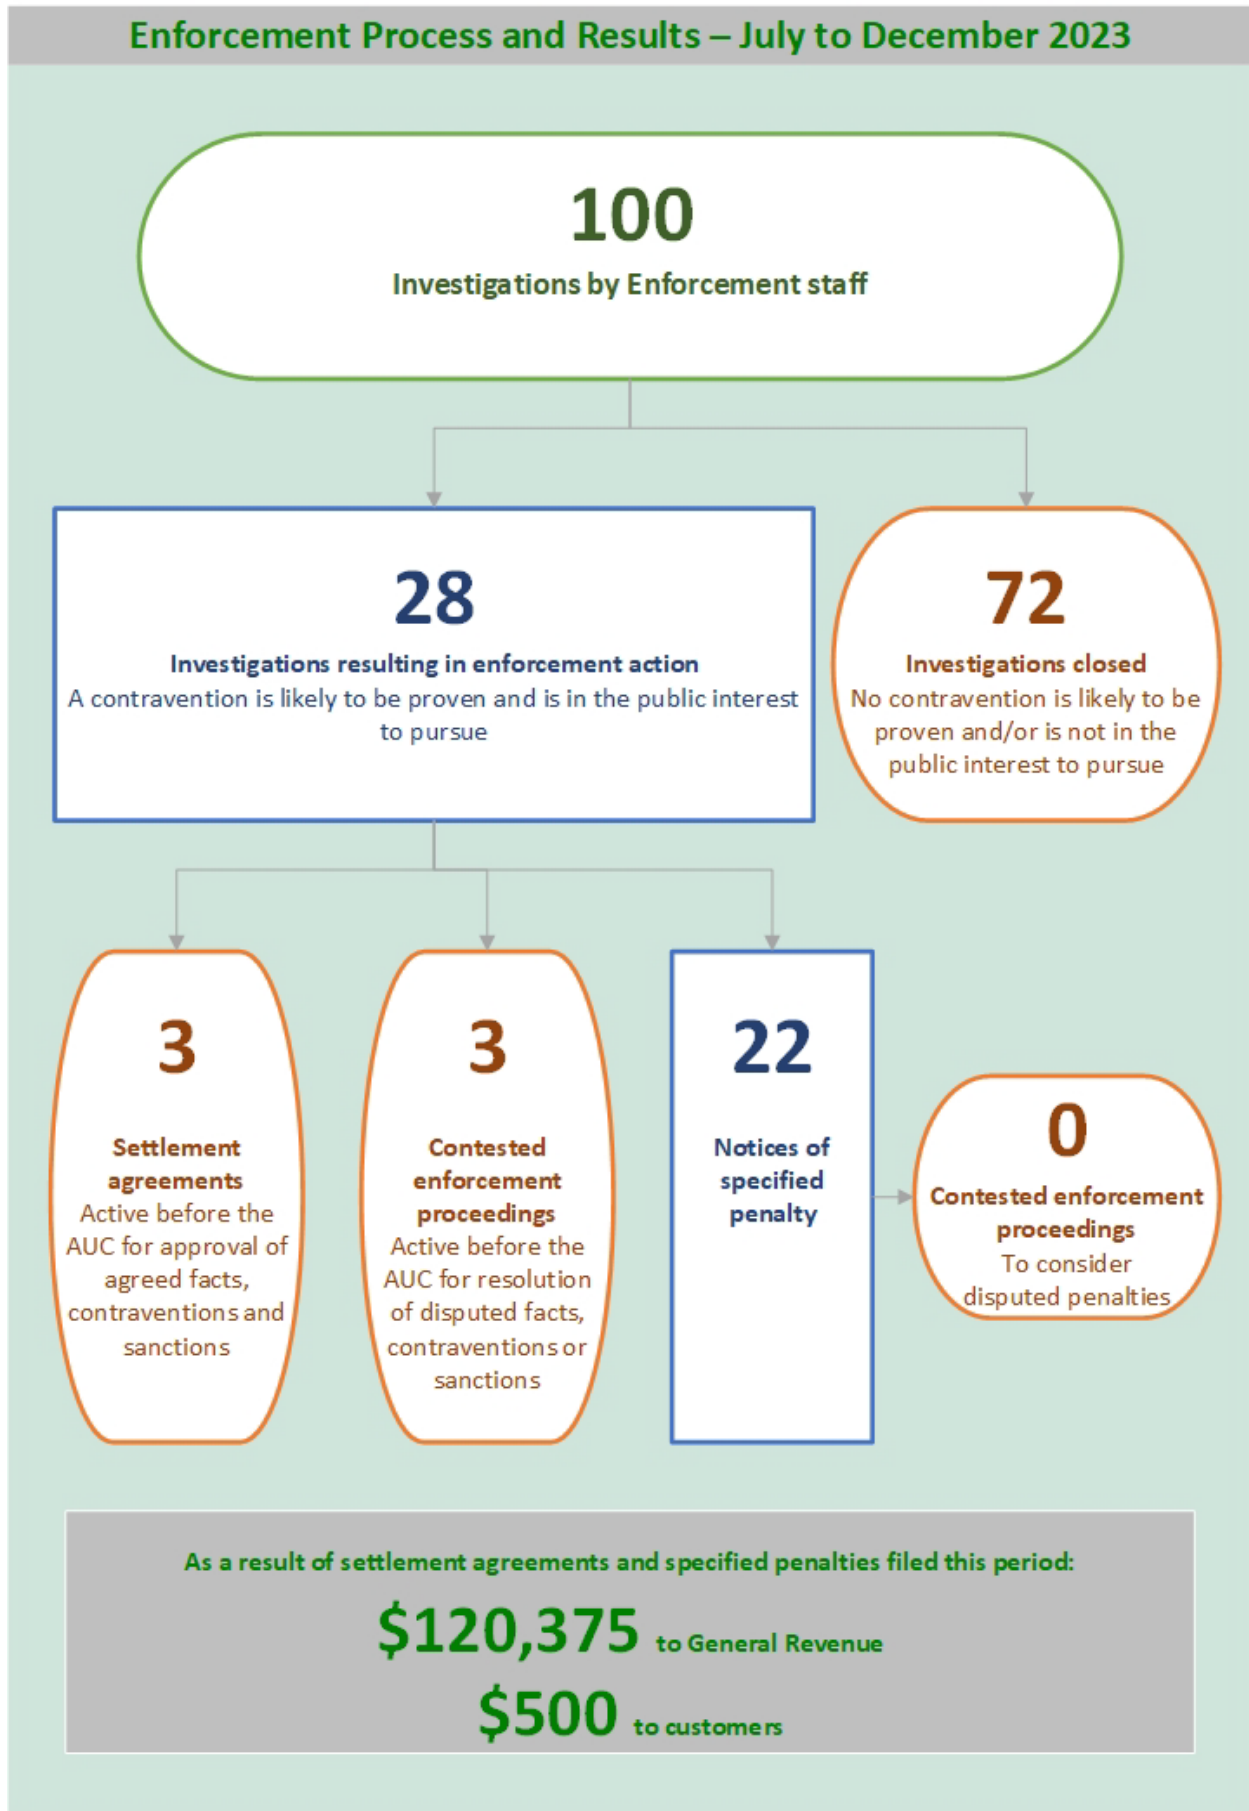 Enforcement Process and Results – July to December 2023
100
Investigations by Enforcement staff
28
Investigations resulting in enforcement action
A contravention is likely to be proven and is in the public interest
to pursue
72
Investigations closed
No contravention is likely to be
proven and/or is not in the
public interest to pursue
3
Settlement
agreements
Active before the
AUC for approval of
agreed facts,
contraventions and
sanctions
3
Contested
enforcement
proceedings
Active before the
AUC for resolution
of disputed facts,
contraventions or
sanctions
22
Notices of
specified
penalty
0
Contested enforcement
proceedings
To consider
disputed penalties
As a result of settlement agreements and specified penalties filed this period:
$120,375 to General Revenue
$500 to customers